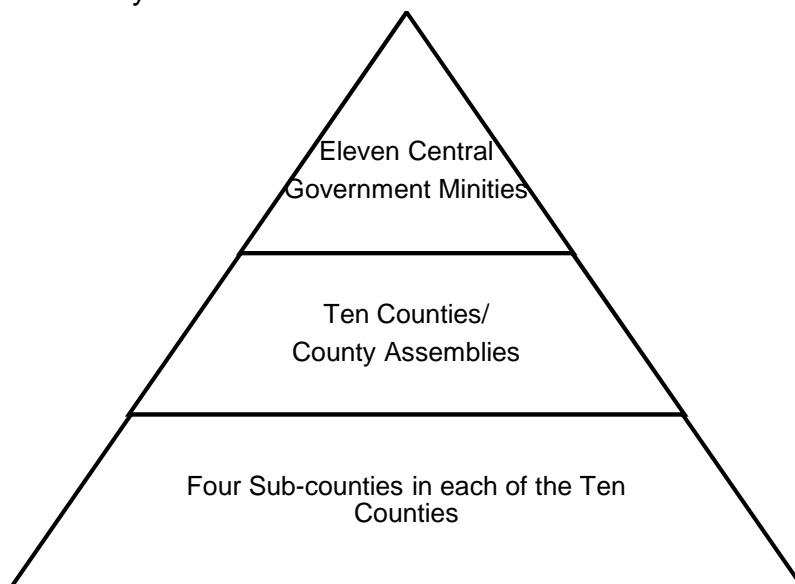 Eleven Central
Government Minities
Ten Counties/
County Assemblies
Four Sub-counties in each of the Ten
Counties